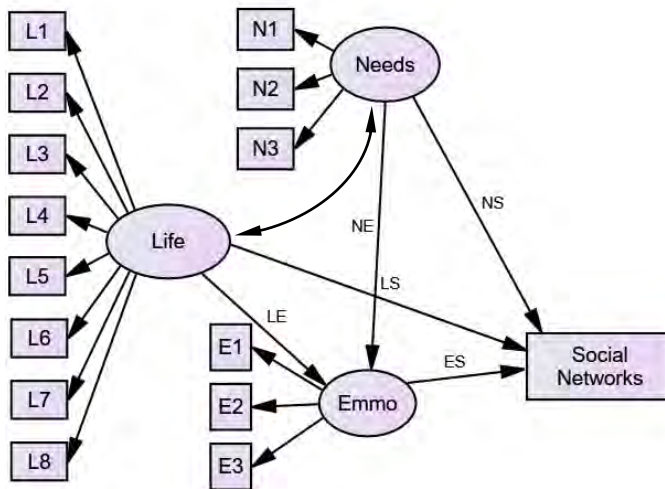 L1
L2
L3
L4
L5
L6
L7
L8
Life
N1
N2
N3
Needs
NE
NS
LS
LE
ES
E1
E2
E3
Emmo
Social
Networks